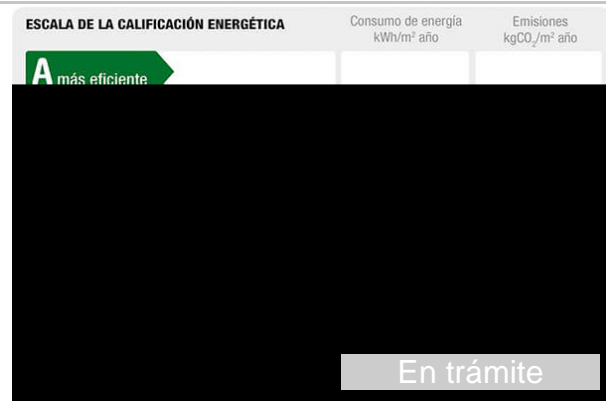 ESCALA DE LA CALIFICACIÓN ENERGÉTICA
Consumo de energía
kWh/m² año
Emisiones
kgCO₂/m² año
A más eficiente
En trámite